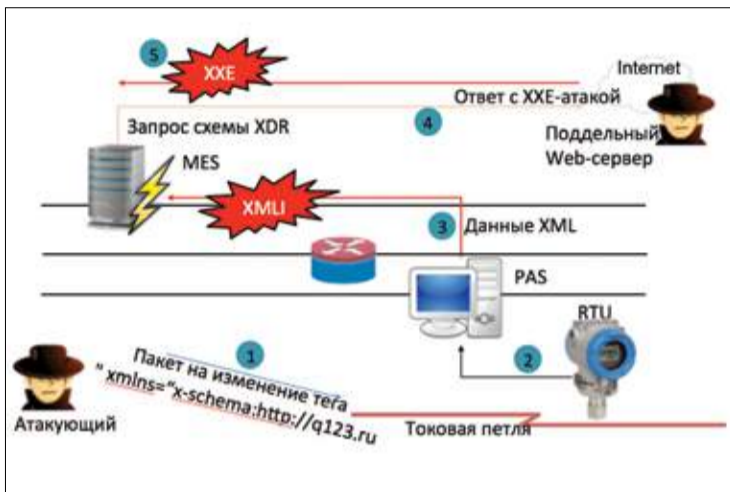 5
XXE
Internet
Ответ с XXE-атакой
4
Запрос схемы XDR
Поддельный
Web-сервер
MES
XMLI
3
Данные XML
PAS
RTU
1
2
Пакет на изменение тега
" xmlns="x-schema:http://q123.ru
Атакующий
Токовая петля